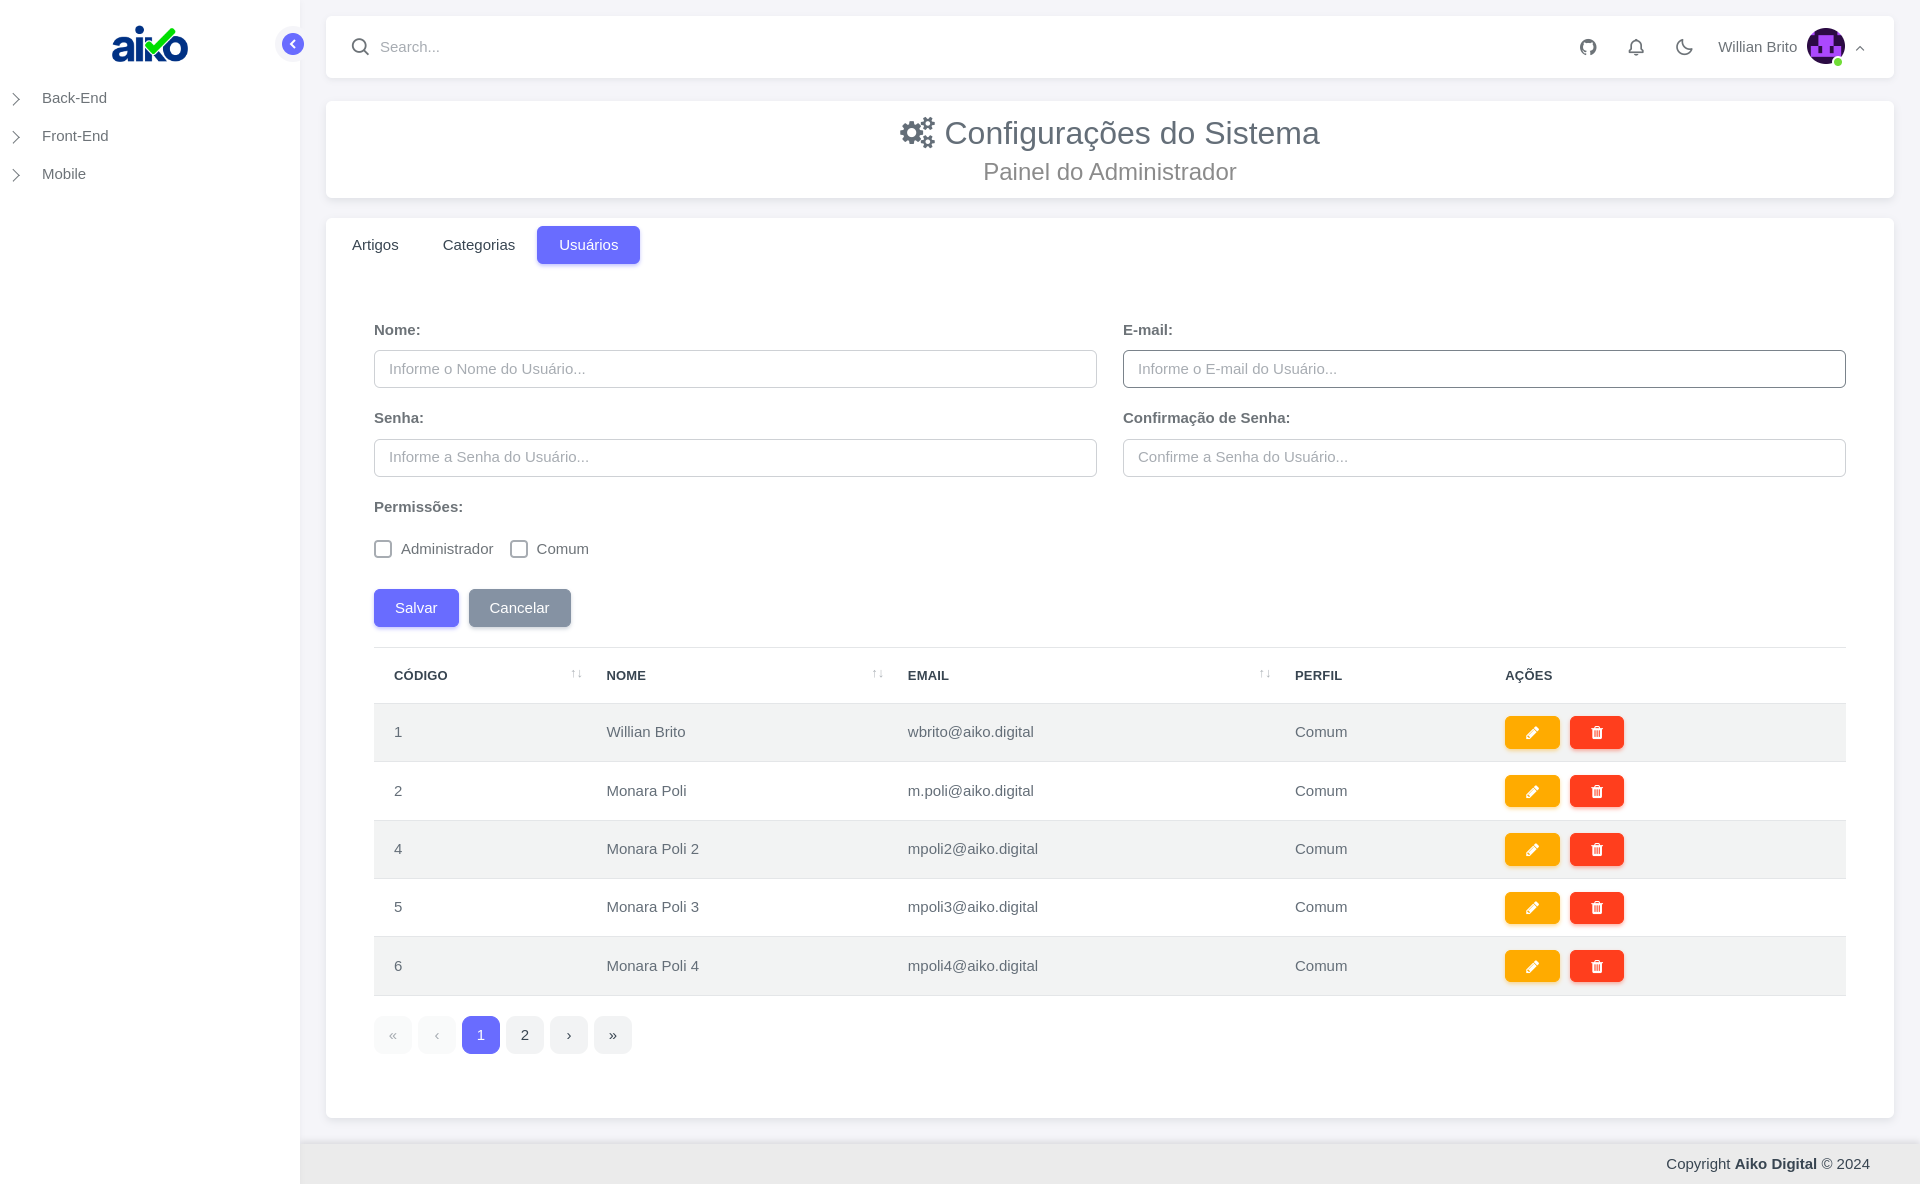 aiko
Search...
Willian Brito
Back-End
Front-End
Mobile
Configurações do Sistema
Painel do Administrador
Artigos Categorias Usuários
Nome: E-mail:
Informe o Nome do Usuário... Informe o E-mail do Usuário...
Senha: Confirmação de Senha:
Informe a Senha do Usuário... Confirme a Senha do Usuário...
Permissões:
Administrador Comum
Salvar Cancelar
CÓDIGO ↑↓ NOME ↑↓ EMAIL ↑↓ PERFIL AÇÕES
1 Willian Brito wbrito@aiko.digital Comum
2 Monara Poli m.poli@aiko.digital Comum
4 Monara Poli 2 mpoli2@aiko.digital Comum
5 Monara Poli 3 mpoli3@aiko.digital Comum
6 Monara Poli 4 mpoli4@aiko.digital Comum
« ‹ 1 2 › »
Copyright Aiko Digital © 2024